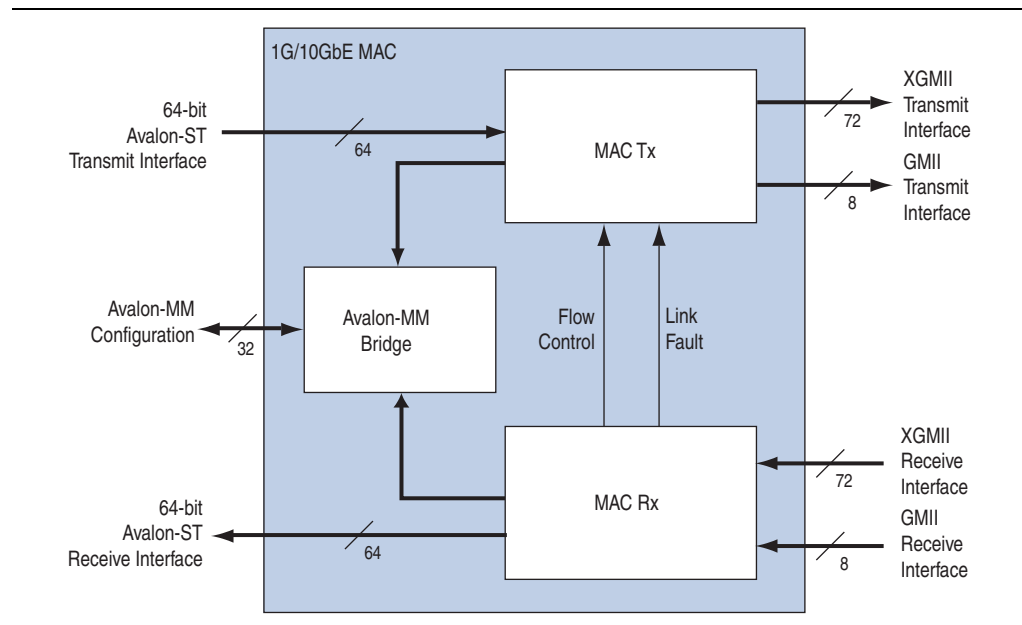 1G/10GbE MAC
64-bit
Avalon-ST
Transmit Interface
64
MAC Tx
72
XGMII
Transmit
Interface
8
GMII
Transmit
Interface
Avalon-MM
Configuration
32
Avalon-MM
Bridge
Flow
Control
Link
Fault
64-bit
Avalon-ST
Receive Interface
64
MAC Rx
72
XGMII
Receive
Interface
8
GMII
Receive
Interface